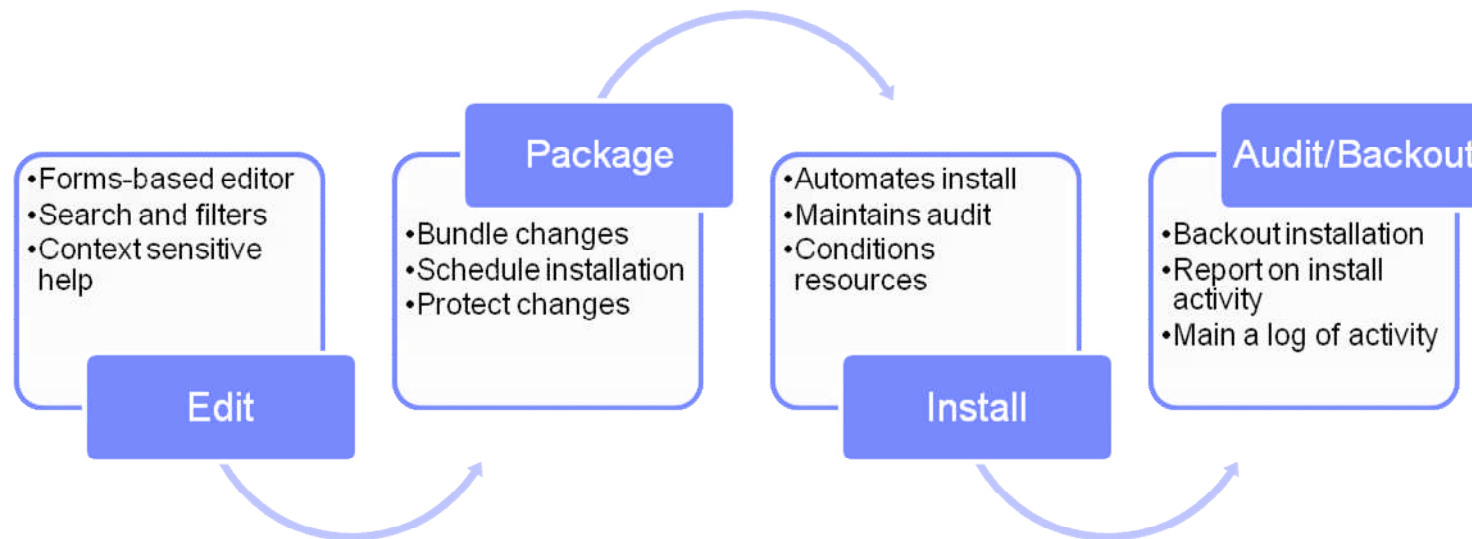 •Forms-based editor
•Search and filters
•Context sensitive
help
Edit
Package
•Bundle changes
•Schedule installation
•Protect changes
•Automates install
•Maintains audit
•Conditions
resources
Install
Audit/Backout
•Backout installation
•Report on install
activity
•Main a log of activity